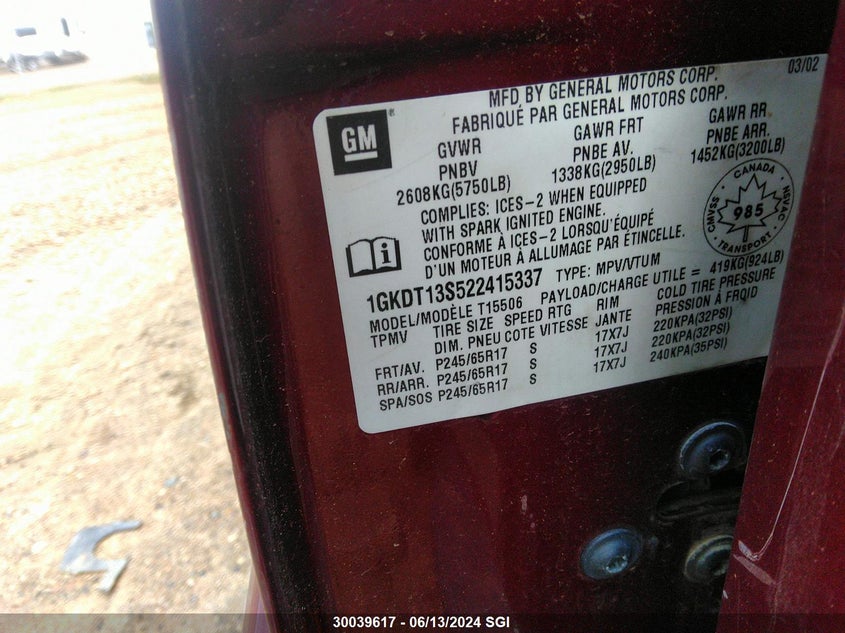 03/02
MFD BY GENERAL MOTORS CORP.
FABRIQUÉ PAR GENERAL MOTORS CORP.
GM ®
GVWR GAWR FRT GAWR RR
PNBV PNBE AV. PNBE ARR.
2608KG(5750LB) 1338KG(2950LB) 1452KG(3200LB)
COMPLIES: ICES-2 WHEN EQUIPPED
WITH SPARK IGNITED ENGINE.
CONFORME À ICES-2 LORSQU'ÉQUIPÉ
D'UN MOTEUR À ALLUMAGE PAR ÉTINCELLE.
CANADA
CMVSS 985 NSVAC
TRANSPORT
i
1GKDT13S522415337 TYPE: MPV/VTUM
MODEL/MODÈLE T15506 PAYLOAD/CHARGE UTILE = 419KG(924LB)
TPMV TIRE SIZE SPEED RTG RIM COLD TIRE PRESSURE
DIM. PNEU COTE VITESSE JANTE PRESSION À FROID
FRT/AV. P245/65R17 S 17X7J 220KPA(32PSI)
RR/ARR. P245/65R17 S 17X7J 220KPA(32PSI)
SPA/SOS P245/65R17 S 17X7J 240KPA(35PSI)
30039617 - 06/13/2024 SGI